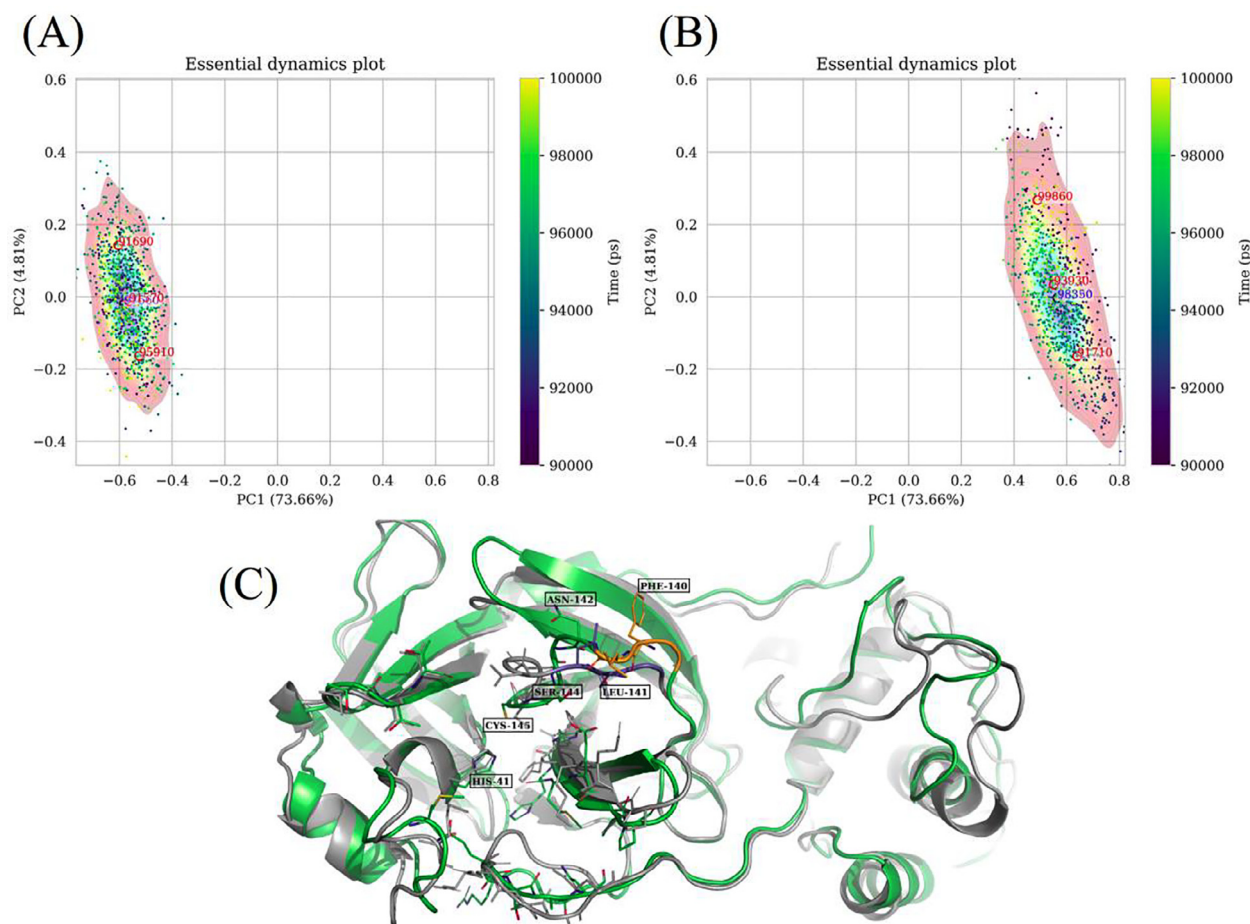 (A)
Essential dynamics plot
0.6
0.4
0.2
0.0
−0.2
−0.4
PC2 (4.81%)
91690
95910
−0.6 −0.4 −0.2 0.0 0.2 0.4 0.6 0.8
PC1 (73.66%)
100000
98000
96000
94000
92000
90000
Time (ps)
(B)
Essential dynamics plot
0.6
0.4
0.2
0.0
−0.2
−0.4
PC2 (4.81%)
99860
93930
91710
−0.6 −0.4 −0.2 0.0 0.2 0.4 0.6 0.8
PC1 (73.66%)
100000
98000
96000
94000
92000
90000
Time (ps)
(C)
PHE-140
ASN-142
SER-144 LEU-141
CYS-145
HIS-41